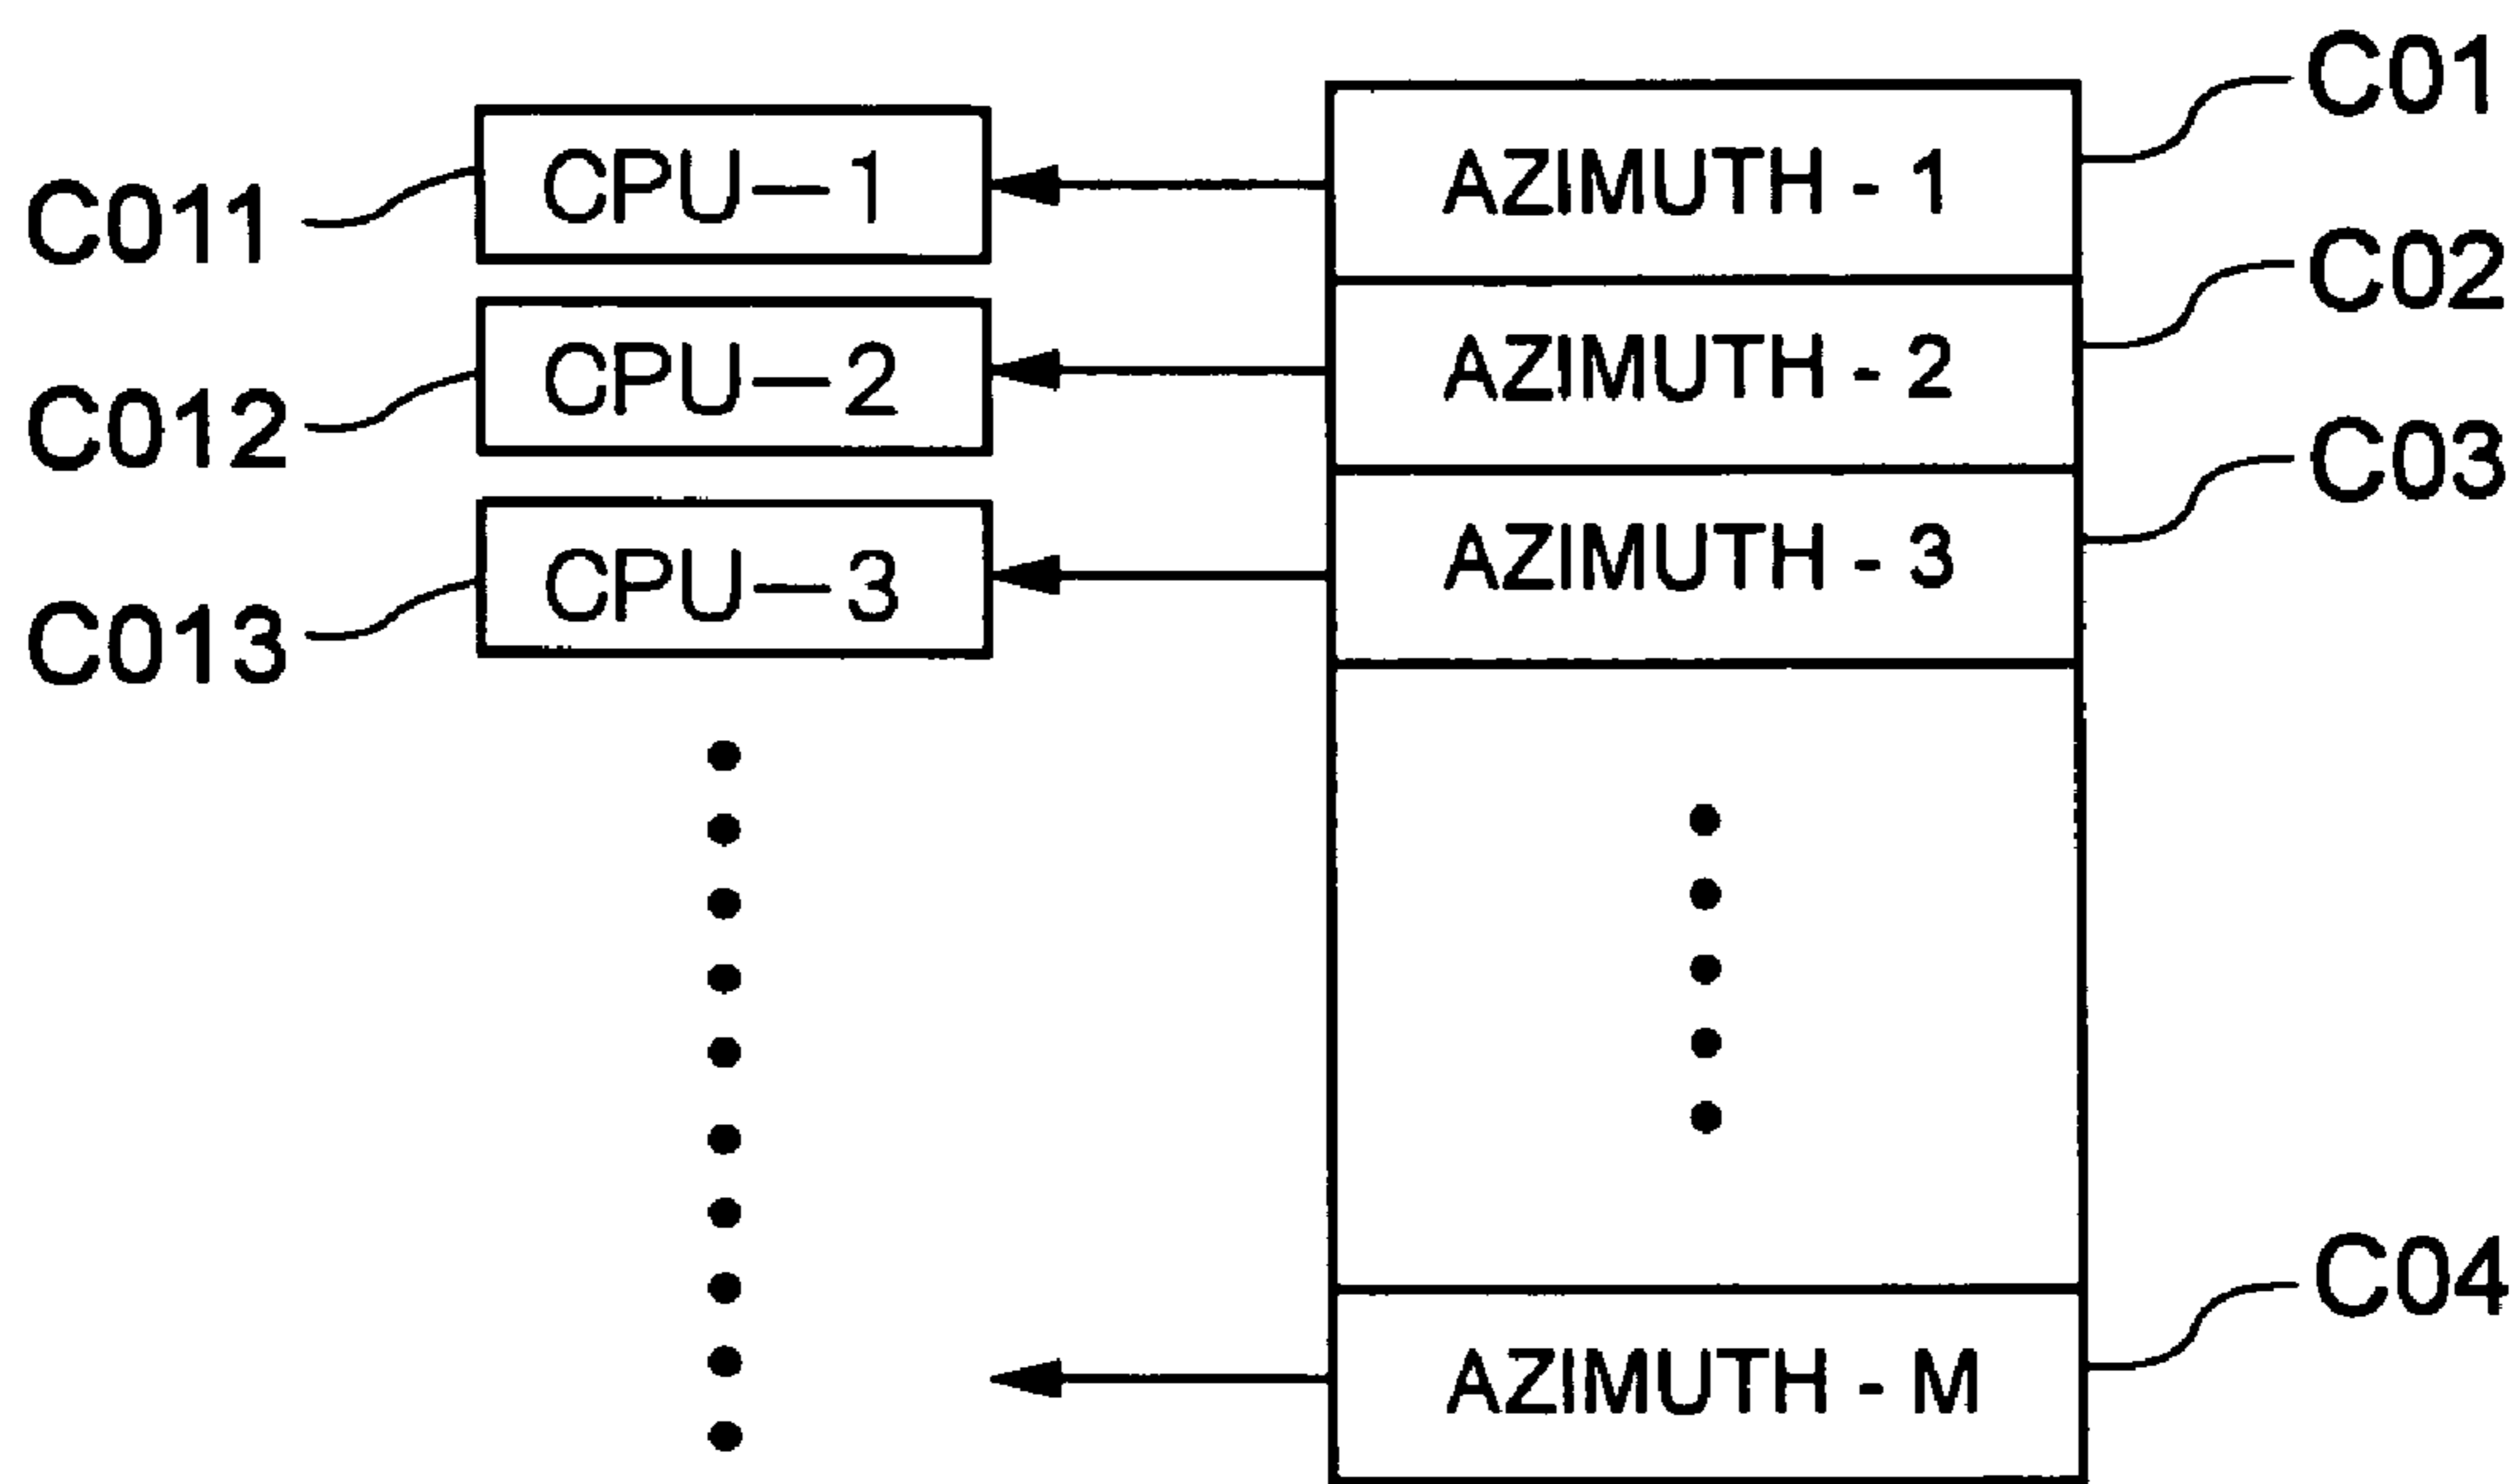 C01
CPU—1
AZIMUTH - 1
C011
C02
CPU—2
AZIMUTH - 2
C012
C03
CPU—3
AZIMUTH - 3
C013
C04
AZIMUTH - M